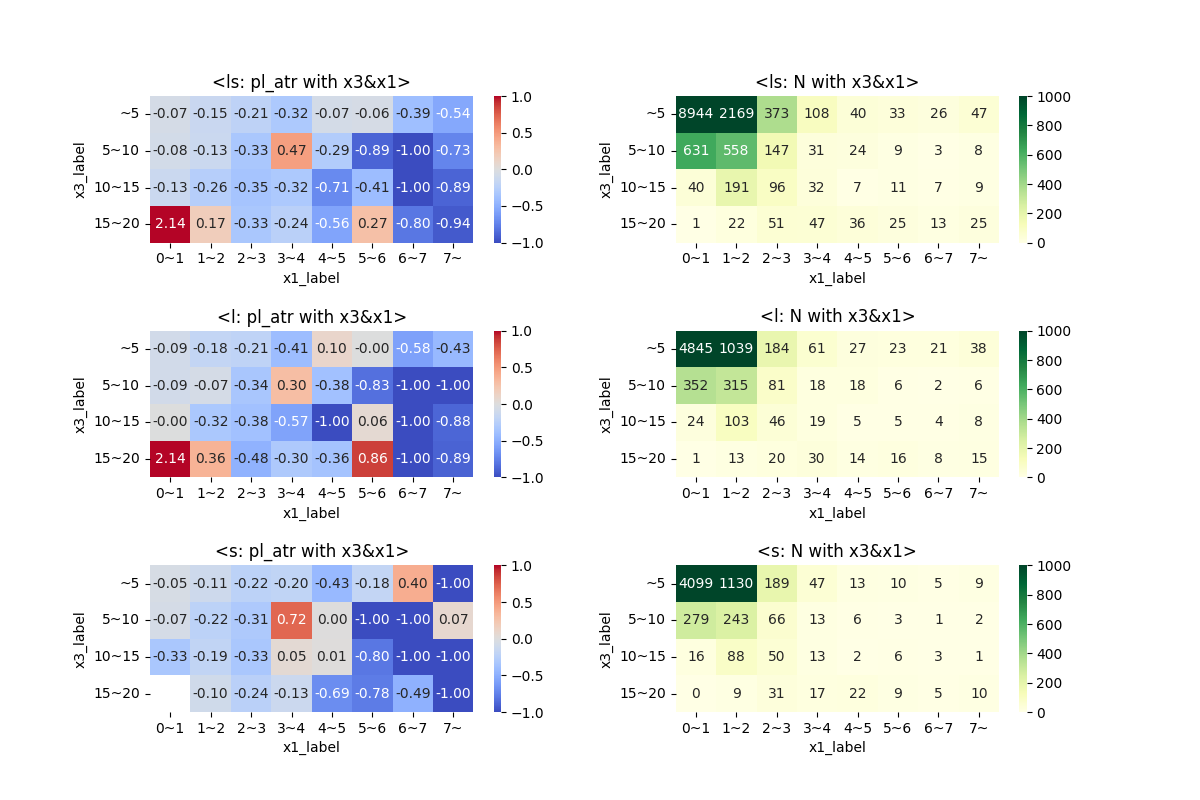 <ls: pl_atr with x3&x1>
x3_label
~5 -0.07 -0.15 -0.21 -0.32 -0.07 -0.06 -0.39 -0.54
5~10 -0.08 -0.13 -0.33 0.47 -0.29 -0.89 -1.00 -0.73
10~15 -0.13 -0.26 -0.35 -0.32 -0.71 -0.41 -1.00 -0.89
15~20 2.14 0.17 -0.33 -0.24 -0.56 0.27 -0.80 -0.94
0~1 1~2 2~3 3~4 4~5 5~6 6~7 7~
x1_label
1.0
0.5
0.0
−0.5
−1.0
<ls: N with x3&x1>
x3_label
~5 8944 2169 373 108 40 33 26 47
5~10 631 558 147 31 24 9 3 8
10~15 40 191 96 32 7 11 7 9
15~20 1 22 51 47 36 25 13 25
0~1 1~2 2~3 3~4 4~5 5~6 6~7 7~
x1_label
1000
800
600
400
200
0
<l: pl_atr with x3&x1>
x3_label
~5 -0.09 -0.18 -0.21 -0.41 0.10 -0.00 -0.58 -0.43
5~10 -0.09 -0.07 -0.34 0.30 -0.38 -0.83 -1.00 -1.00
10~15 -0.00 -0.32 -0.38 -0.57 -1.00 0.06 -1.00 -0.88
15~20 2.14 0.36 -0.48 -0.30 -0.36 0.86 -1.00 -0.89
0~1 1~2 2~3 3~4 4~5 5~6 6~7 7~
x1_label
1.0
0.5
0.0
−0.5
−1.0
<l: N with x3&x1>
x3_label
~5 4845 1039 184 61 27 23 21 38
5~10 352 315 81 18 18 6 2 6
10~15 24 103 46 19 5 5 4 8
15~20 1 13 20 30 14 16 8 15
0~1 1~2 2~3 3~4 4~5 5~6 6~7 7~
x1_label
1000
800
600
400
200
0
<s: pl_atr with x3&x1>
x3_label
~5 -0.05 -0.11 -0.22 -0.20 -0.43 -0.18 0.40 -1.00
5~10 -0.07 -0.22 -0.31 0.72 0.00 -1.00 -1.00 0.07
10~15 -0.33 -0.19 -0.33 0.05 0.01 -0.80 -1.00 -1.00
15~20 -0.10 -0.24 -0.13 -0.69 -0.78 -0.49 -1.00
0~1 1~2 2~3 3~4 4~5 5~6 6~7 7~
x1_label
1.0
0.5
0.0
−0.5
−1.0
<s: N with x3&x1>
x3_label
~5 4099 1130 189 47 13 10 5 9
5~10 279 243 66 13 6 3 1 2
10~15 16 88 50 13 2 6 3 1
15~20 0 9 31 17 22 9 5 10
0~1 1~2 2~3 3~4 4~5 5~6 6~7 7~
x1_label
1000
800
600
400
200
0